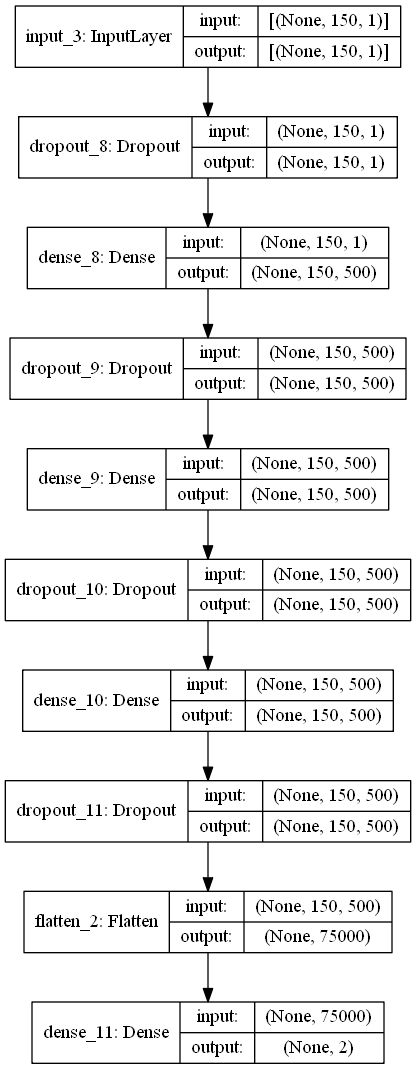 input_3: InputLayer
input:
[(None, 150, 1)]
output:
[(None, 150, 1)]
dropout_8: Dropout
input:
(None, 150, 1)
output:
(None, 150, 1)
dense_8: Dense
input:
(None, 150, 1)
output:
(None, 150, 500)
dropout_9: Dropout
input:
(None, 150, 500)
output:
(None, 150, 500)
dense_9: Dense
input:
(None, 150, 500)
output:
(None, 150, 500)
dropout_10: Dropout
input:
(None, 150, 500)
output:
(None, 150, 500)
dense_10: Dense
input:
(None, 150, 500)
output:
(None, 150, 500)
dropout_11: Dropout
input:
(None, 150, 500)
output:
(None, 150, 500)
flatten_2: Flatten
input:
(None, 150, 500)
output:
(None, 75000)
dense_11: Dense
input:
(None, 75000)
output:
(None, 2)